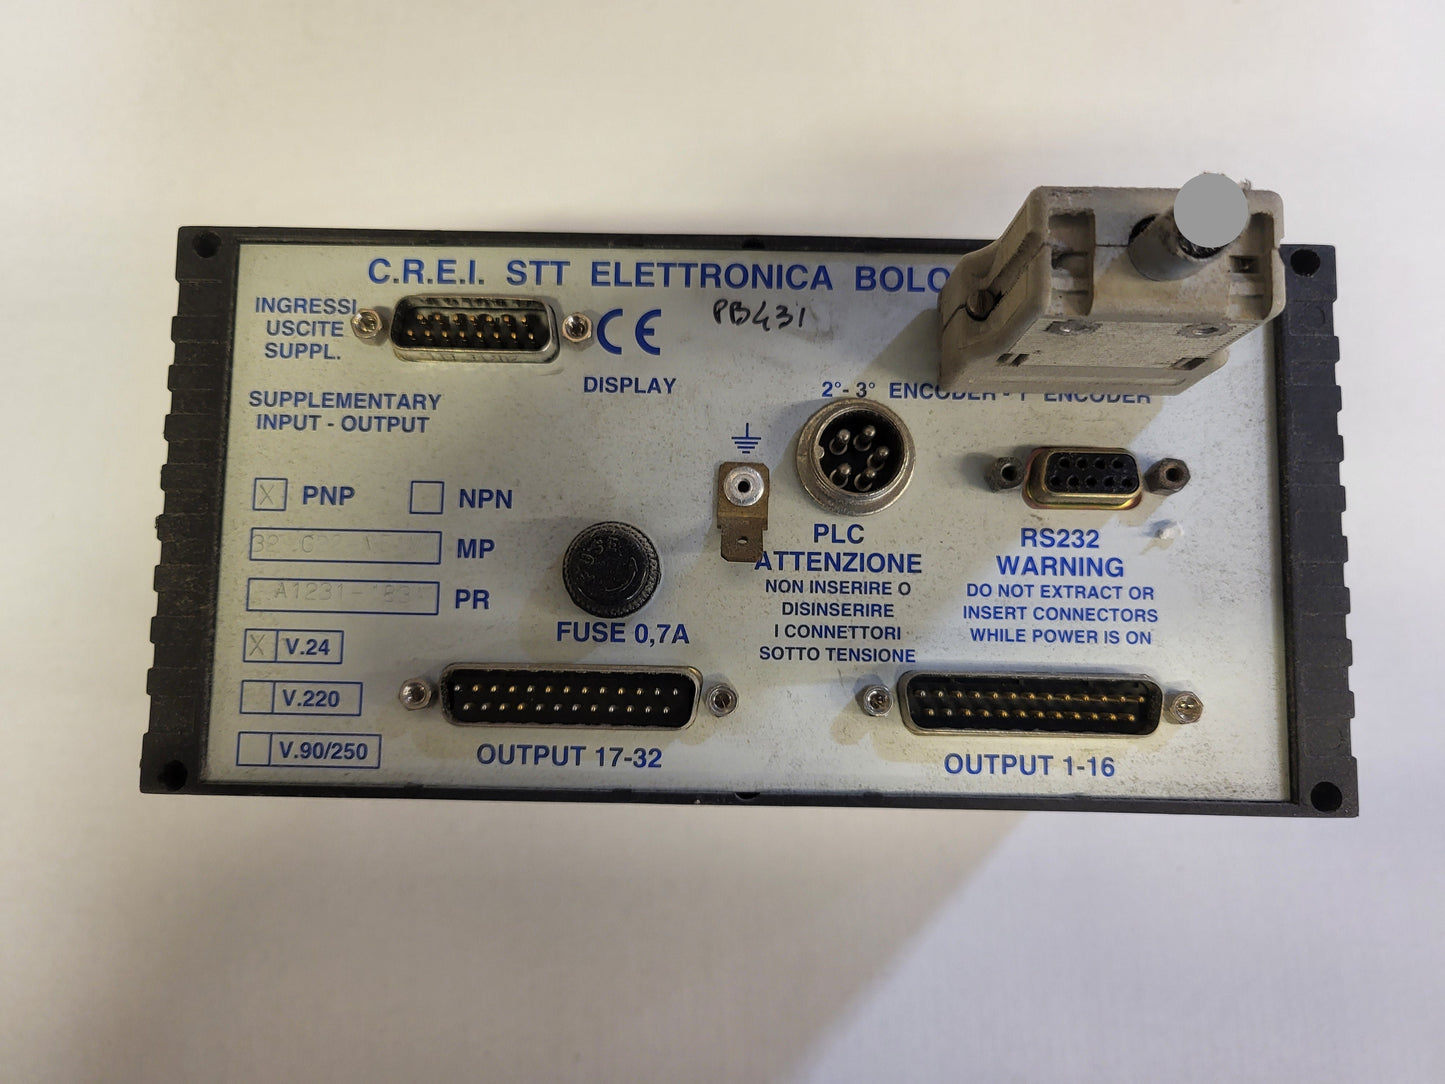 C.R.E.I. STT ELETTRONICA BOLO
INGRESSI
USCITE
SUPPL.
CE
PB431
DISPLAY
2°- 3° ENCODER - 1° ENCODER
SUPPLEMENTARY
INPUT - OUTPUT
X PNP NPN
MP
A1231- PR
X V.24
V.220
V.90/250
FUSE
FUSE 0,7A
PLC
ATTENZIONE
NON INSERIRE O
DISINSERIRE
I CONNETTORI
SOTTO TENSIONE
RS232
WARNING
DO NOT EXTRACT OR
INSERT CONNECTORS
WHILE POWER IS ON
OUTPUT 17-32
OUTPUT 1-16